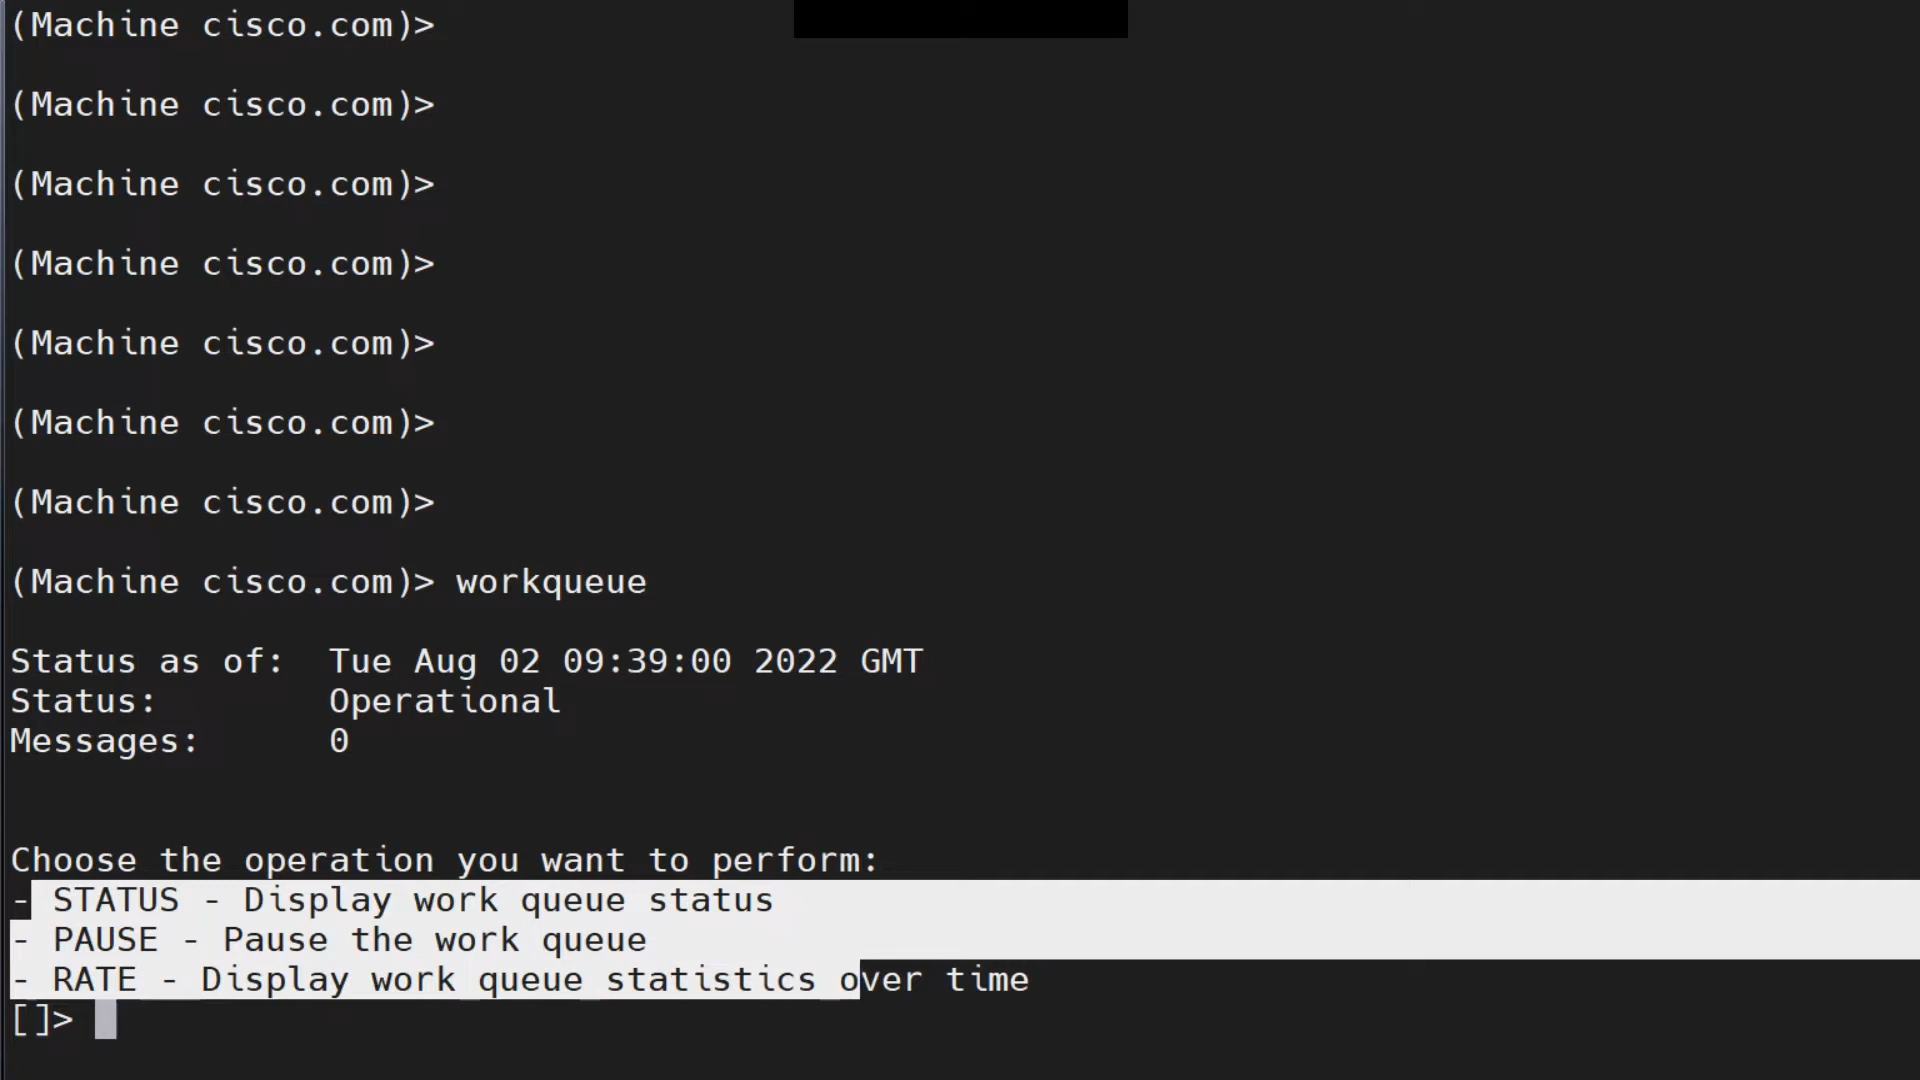 (Machine cisco.com)>
(Machine cisco.com)>
(Machine cisco.com)>
(Machine cisco.com)>
(Machine cisco.com)>
(Machine cisco.com)>
(Machine cisco.com)>
(Machine cisco.com)> workqueue
Status as of:  Tue Aug 02 09:39:00 2022 GMT
Status:        Operational
Messages:      0
Choose the operation you want to perform:
- STATUS - Display work queue status
- PAUSE - Pause the work queue
- RATE - Display work queue statistics over time
[]>